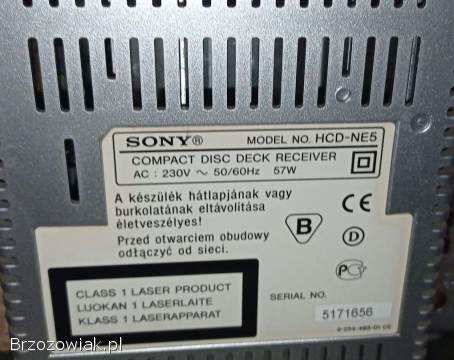 SONY® MODEL NO. HCD-NE5
COMPACT DISC DECK RECEIVER
AC : 230V ~ 50/60Hz 57W
A készülék hátlapjának vagy
burkolatának eltávolítása
életveszélyes!
Przed otwarciem obudowy
odłączyć od sieci.
CE
B
D
PG
CLASS 1 LASER PRODUCT
LUOKAN 1 LASERLAITE
KLASS 1 LASERAPPARAT
SERIAL NO.
5171656
Brzozowiak.pl